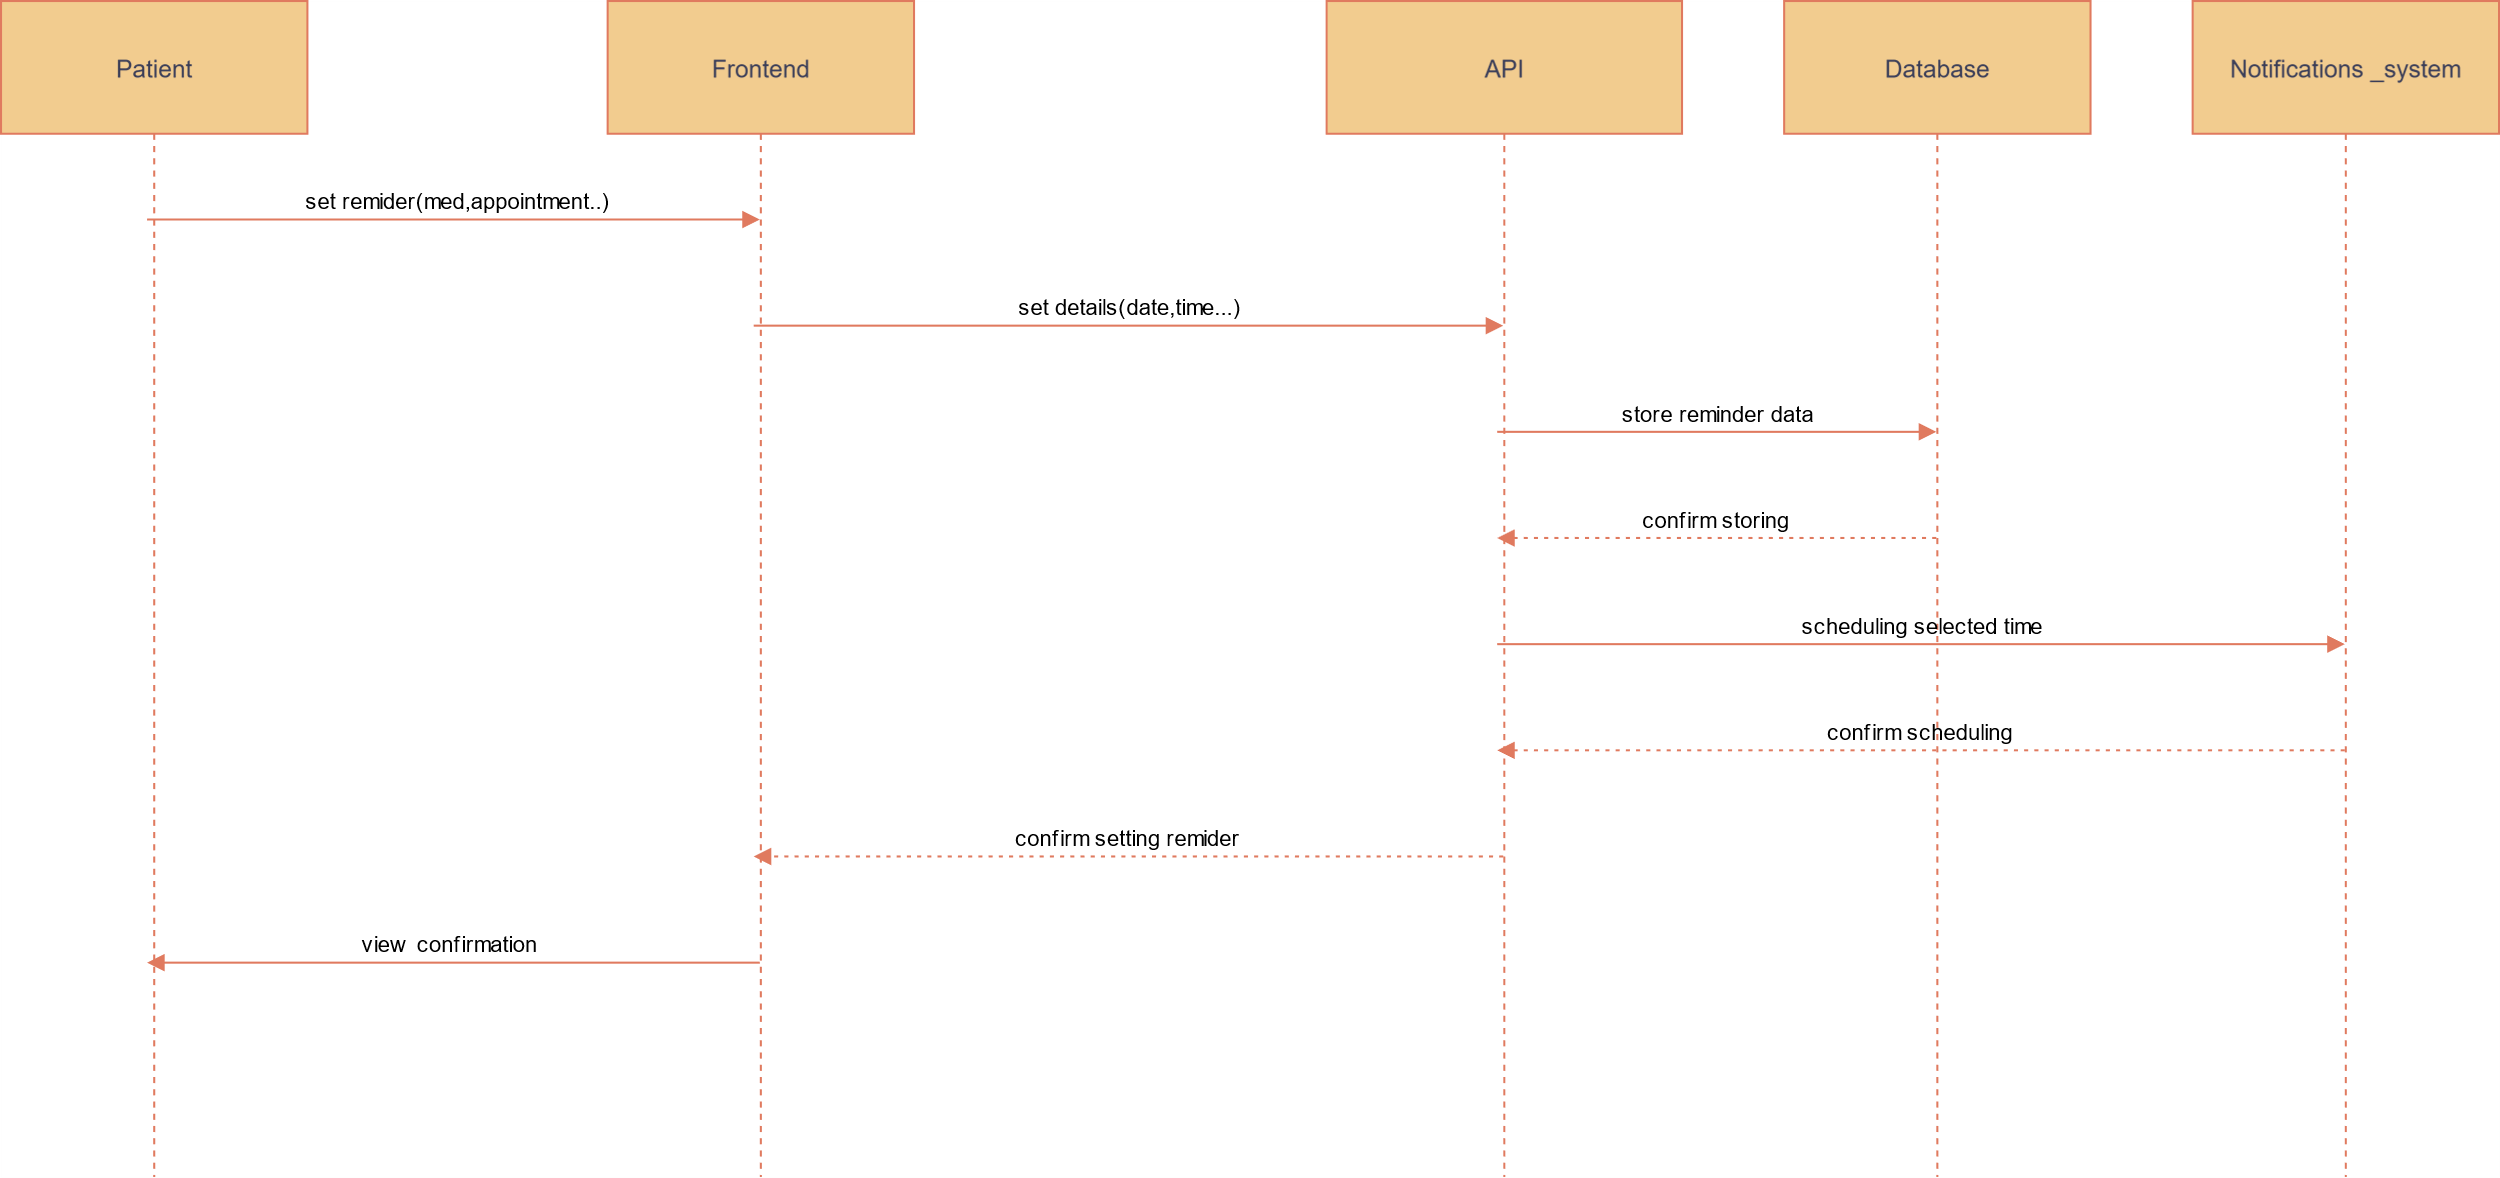 Patient
Frontend
API
Database
Notifications _system
set remider(med,appointment..)
set details(date,time...)
store reminder data
confirm storing
scheduling selected time
confirm scheduling
confirm setting remider
view  confirmation